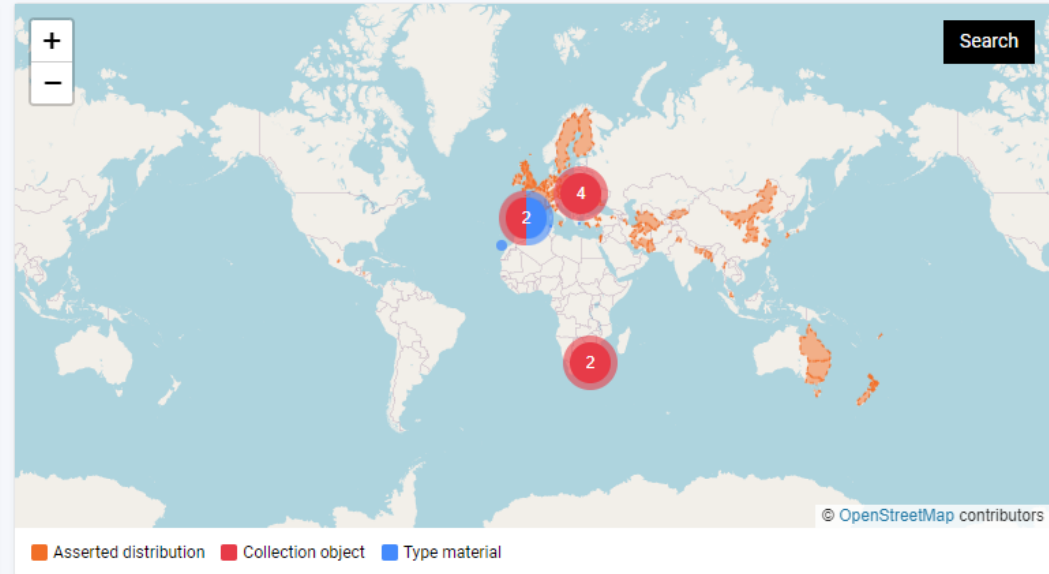 +
Search
−
4
2
2
© OpenStreetMap contributors
Asserted distribution Collection object Type material